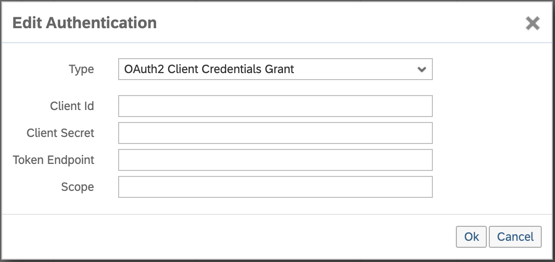 Edit Authentication
Type OAuth2 Client Credentials Grant
Client Id
Client Secret
Token Endpoint
Scope
Ok Cancel